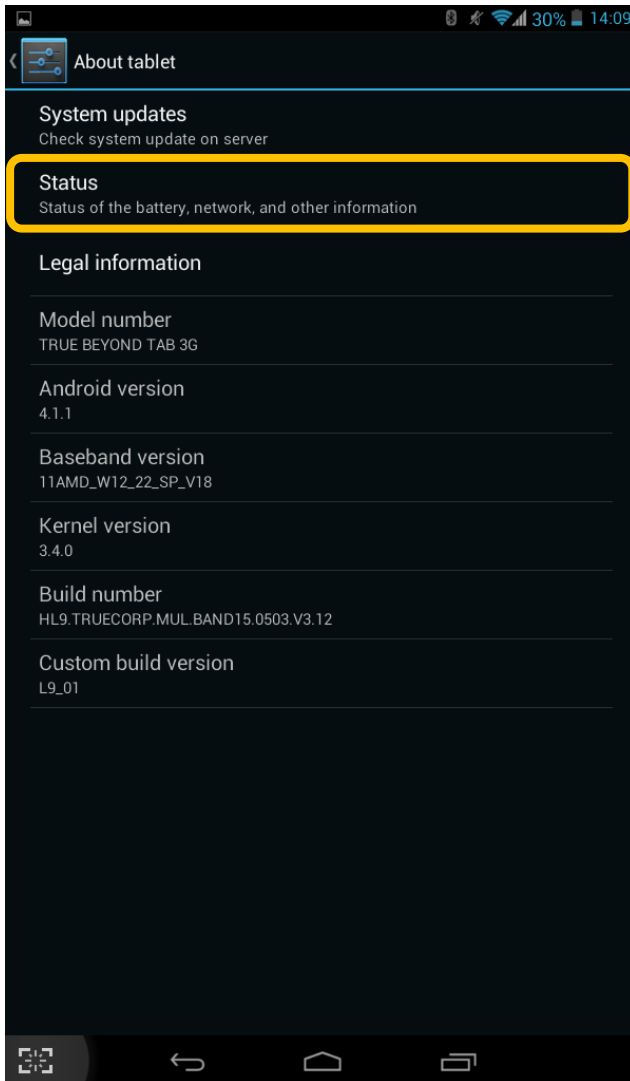 30% 14:09
About tablet
System updates
Check system update on server
Status
Status of the battery, network, and other information
Legal information
Model number
TRUE BEYOND TAB 3G
Android version
4.1.1
Baseband version
11AMD_W12_22_SP_V18
Kernel version
3.4.0
Build number
HL9.TRUECORP.MUL.BAND15.0503.V3.12
Custom build version
L9_01